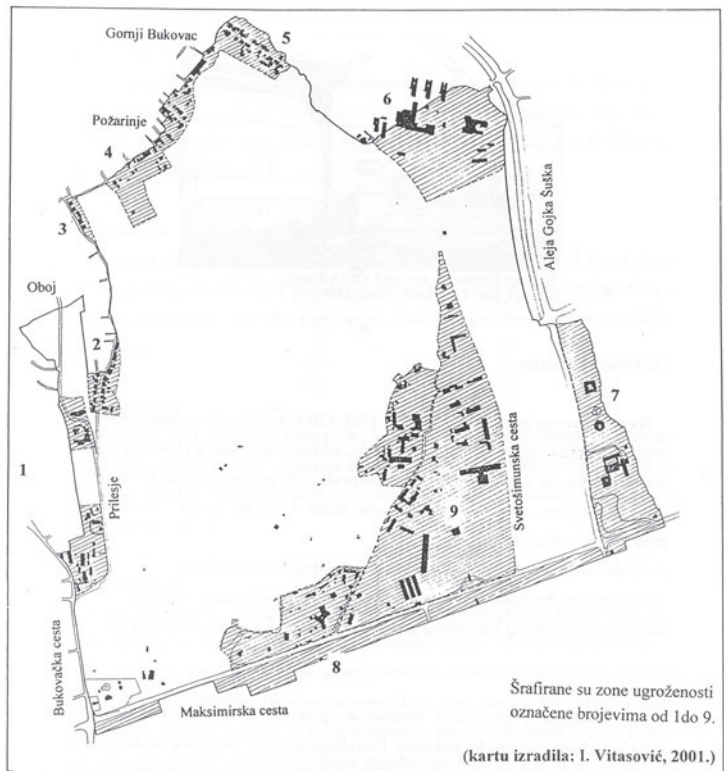 Gornji Bukovac
5
6
Požarinje
4
3
Oboj
2
1
Prilesje
Bukovačka cesta
Aleja Gojka Šuška
7
Svetošimunska cesta
9
8
Maksimirska cesta
Šrafirane su zone ugroženosti
označene brojevima od 1do 9.
(kartu izradila: I. Vitasović, 2001.)